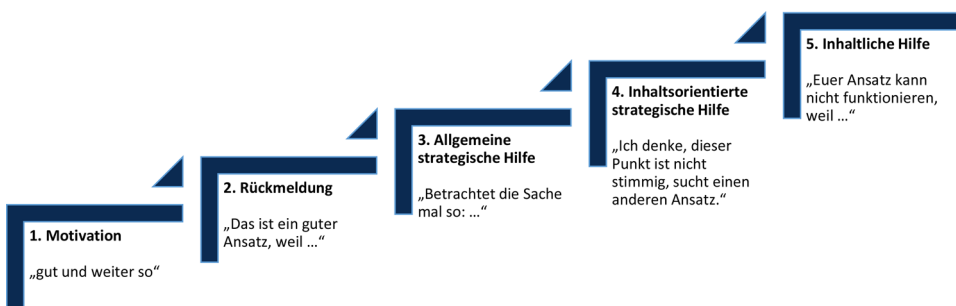 1. Motivation
„gut und weiter so“
2. Rückmeldung
„Das ist ein guter
Ansatz, weil ...“
3. Allgemeine
strategische Hilfe
„Betrachtet die Sache
mal so: ...“
4. Inhaltsorientierte
strategische Hilfe
„Ich denke, dieser
Punkt ist nicht
stimmig, sucht einen
anderen Ansatz.“
5. Inhaltliche Hilfe
„Euer Ansatz kann
nicht funktionieren,
weil ...“